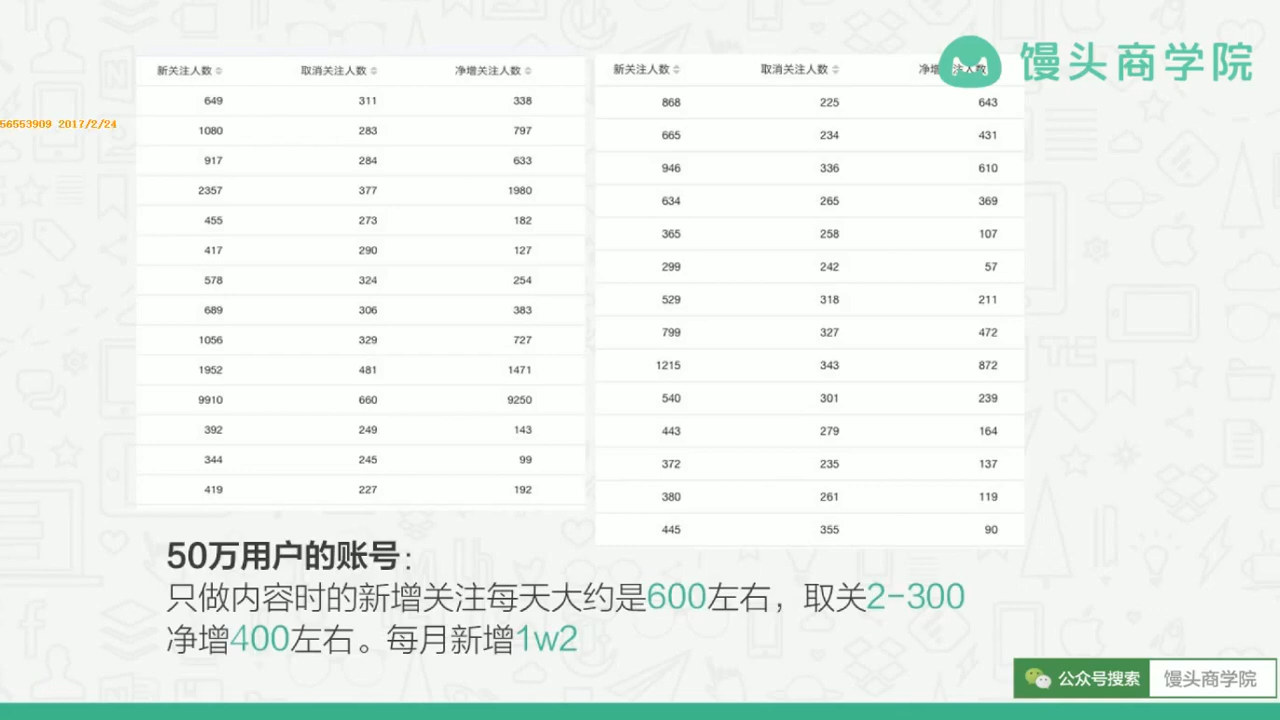 馒头商学院
56553909 2017/2/24
新关注人数 取消关注人数 净增关注人数
649 311 338
1080 283 797
917 284 633
2357 377 1980
455 273 182
417 290 127
578 324 254
689 306 383
1056 329 727
1952 481 1471
9910 660 9250
392 249 143
344 245 99
419 227 192
新关注人数 取消关注人数 净增关注人数
868 225 643
665 234 431
946 336 610
634 265 369
365 258 107
299 242 57
529 318 211
799 327 472
1215 343 872
540 301 239
443 279 164
372 235 137
380 261 119
445 355 90
50万用户的账号：
只做内容时的新增关注每天大约是600左右，取关2-300
净增400左右。每月新增1w2
公众号搜索 馒头商学院